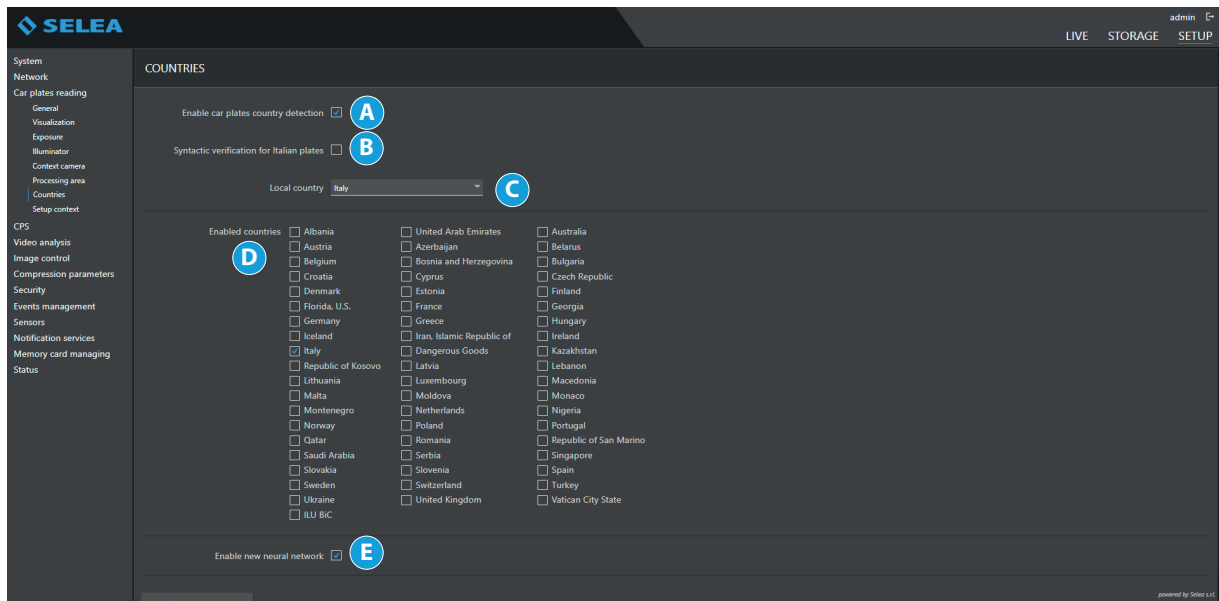 SELEA
admin
LIVE STORAGE SETUP
System
Network
Car plates reading
General
Visualization
Exposure
Illuminator
Context camera
Processing area
Countries
Setup context
CPS
Video analysis
Image control
Compression parameters
Security
Events management
Sensors
Notification services
Memory card managing
Status
COUNTRIES
Enable car plates country detection A
Syntactic verification for Italian plates B
Local country Italy C
Enabled countries
D
Albania United Arab Emirates Australia
Austria Azerbaijan Belarus
Belgium Bosnia and Herzegovina Bulgaria
Croatia Cyprus Czech Republic
Denmark Estonia Finland
Florida, U.S. France Georgia
Germany Greece Hungary
Iceland Iran, Islamic Republic of Ireland
Italy Dangerous Goods Kazakhstan
Republic of Kosovo Latvia Lebanon
Lithuania Luxembourg Macedonia
Malta Moldova Monaco
Montenegro Netherlands Nigeria
Norway Poland Portugal
Qatar Romania Republic of San Marino
Saudi Arabia Serbia Singapore
Slovakia Slovenia Spain
Sweden Switzerland Turkey
Ukraine United Kingdom Vatican City State
ILU BiC
Enable new neural network E
powered by Selea s.r.l.